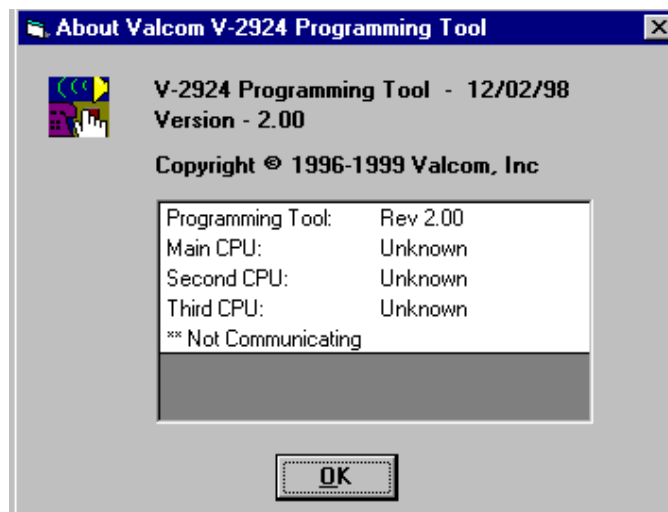 About Valcom V-2924 Programming Tool
V-2924 Programming Tool - 12/02/98
Version - 2.00
Copyright © 1996-1999 Valcom, Inc
Programming Tool: Rev 2.00
Main CPU: Unknown
Second CPU: Unknown
Third CPU: Unknown
** Not Communicating
OK